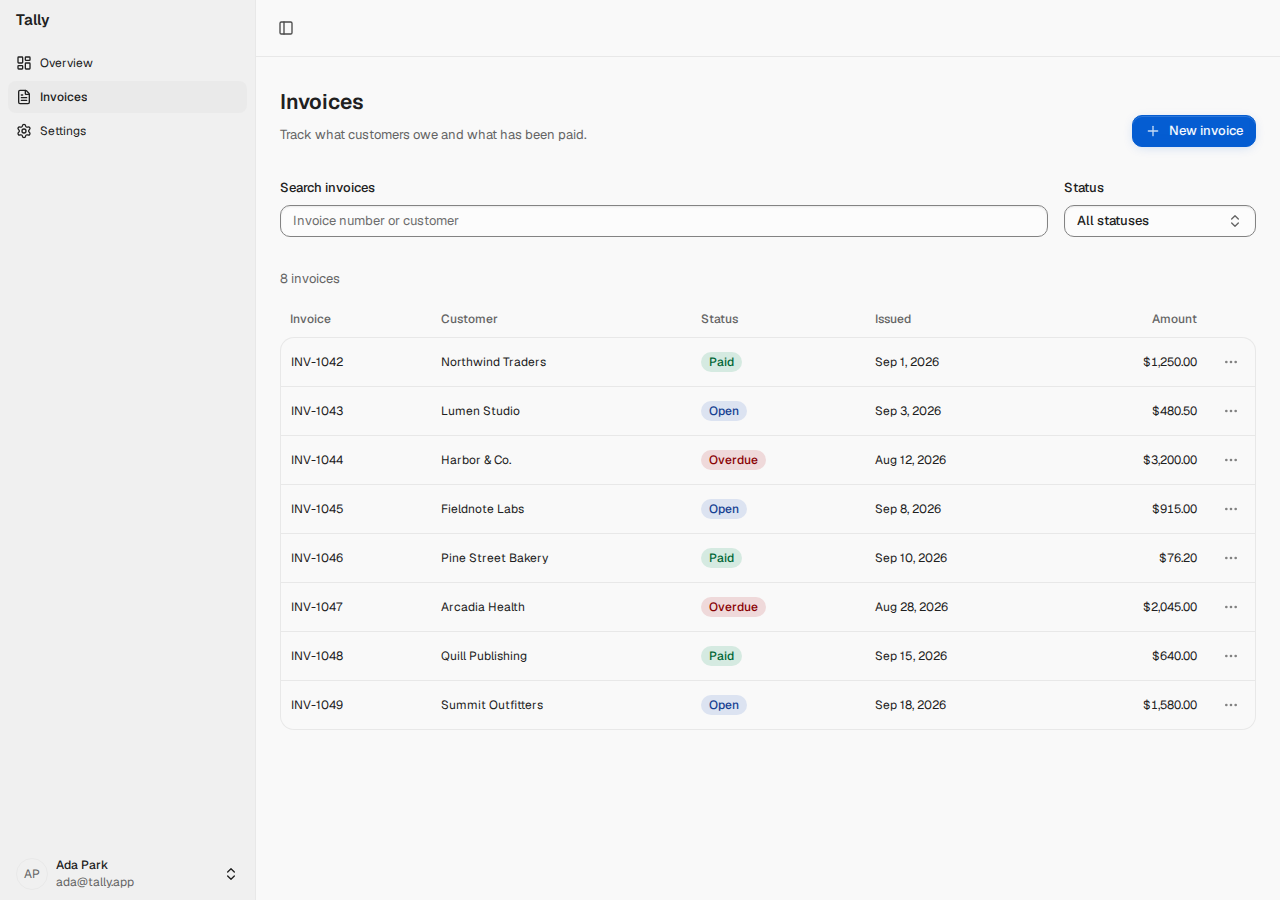 Tally
Overview
Invoices
Settings
Invoices
Track what customers owe and what has been paid.
New invoice
Search invoices
Status
Invoice number or customer
All statuses
8 invoices
Invoice Customer Status Issued Amount
INV-1042 Northwind Traders Paid Sep 1, 2026 $1,250.00
INV-1043 Lumen Studio Open Sep 3, 2026 $480.50
INV-1044 Harbor & Co. Overdue Aug 12, 2026 $3,200.00
INV-1045 Fieldnote Labs Open Sep 8, 2026 $915.00
INV-1046 Pine Street Bakery Paid Sep 10, 2026 $76.20
INV-1047 Arcadia Health Overdue Aug 28, 2026 $2,045.00
INV-1048 Quill Publishing Paid Sep 15, 2026 $640.00
INV-1049 Summit Outfitters Open Sep 18, 2026 $1,580.00
AP
Ada Park
ada@tally.app